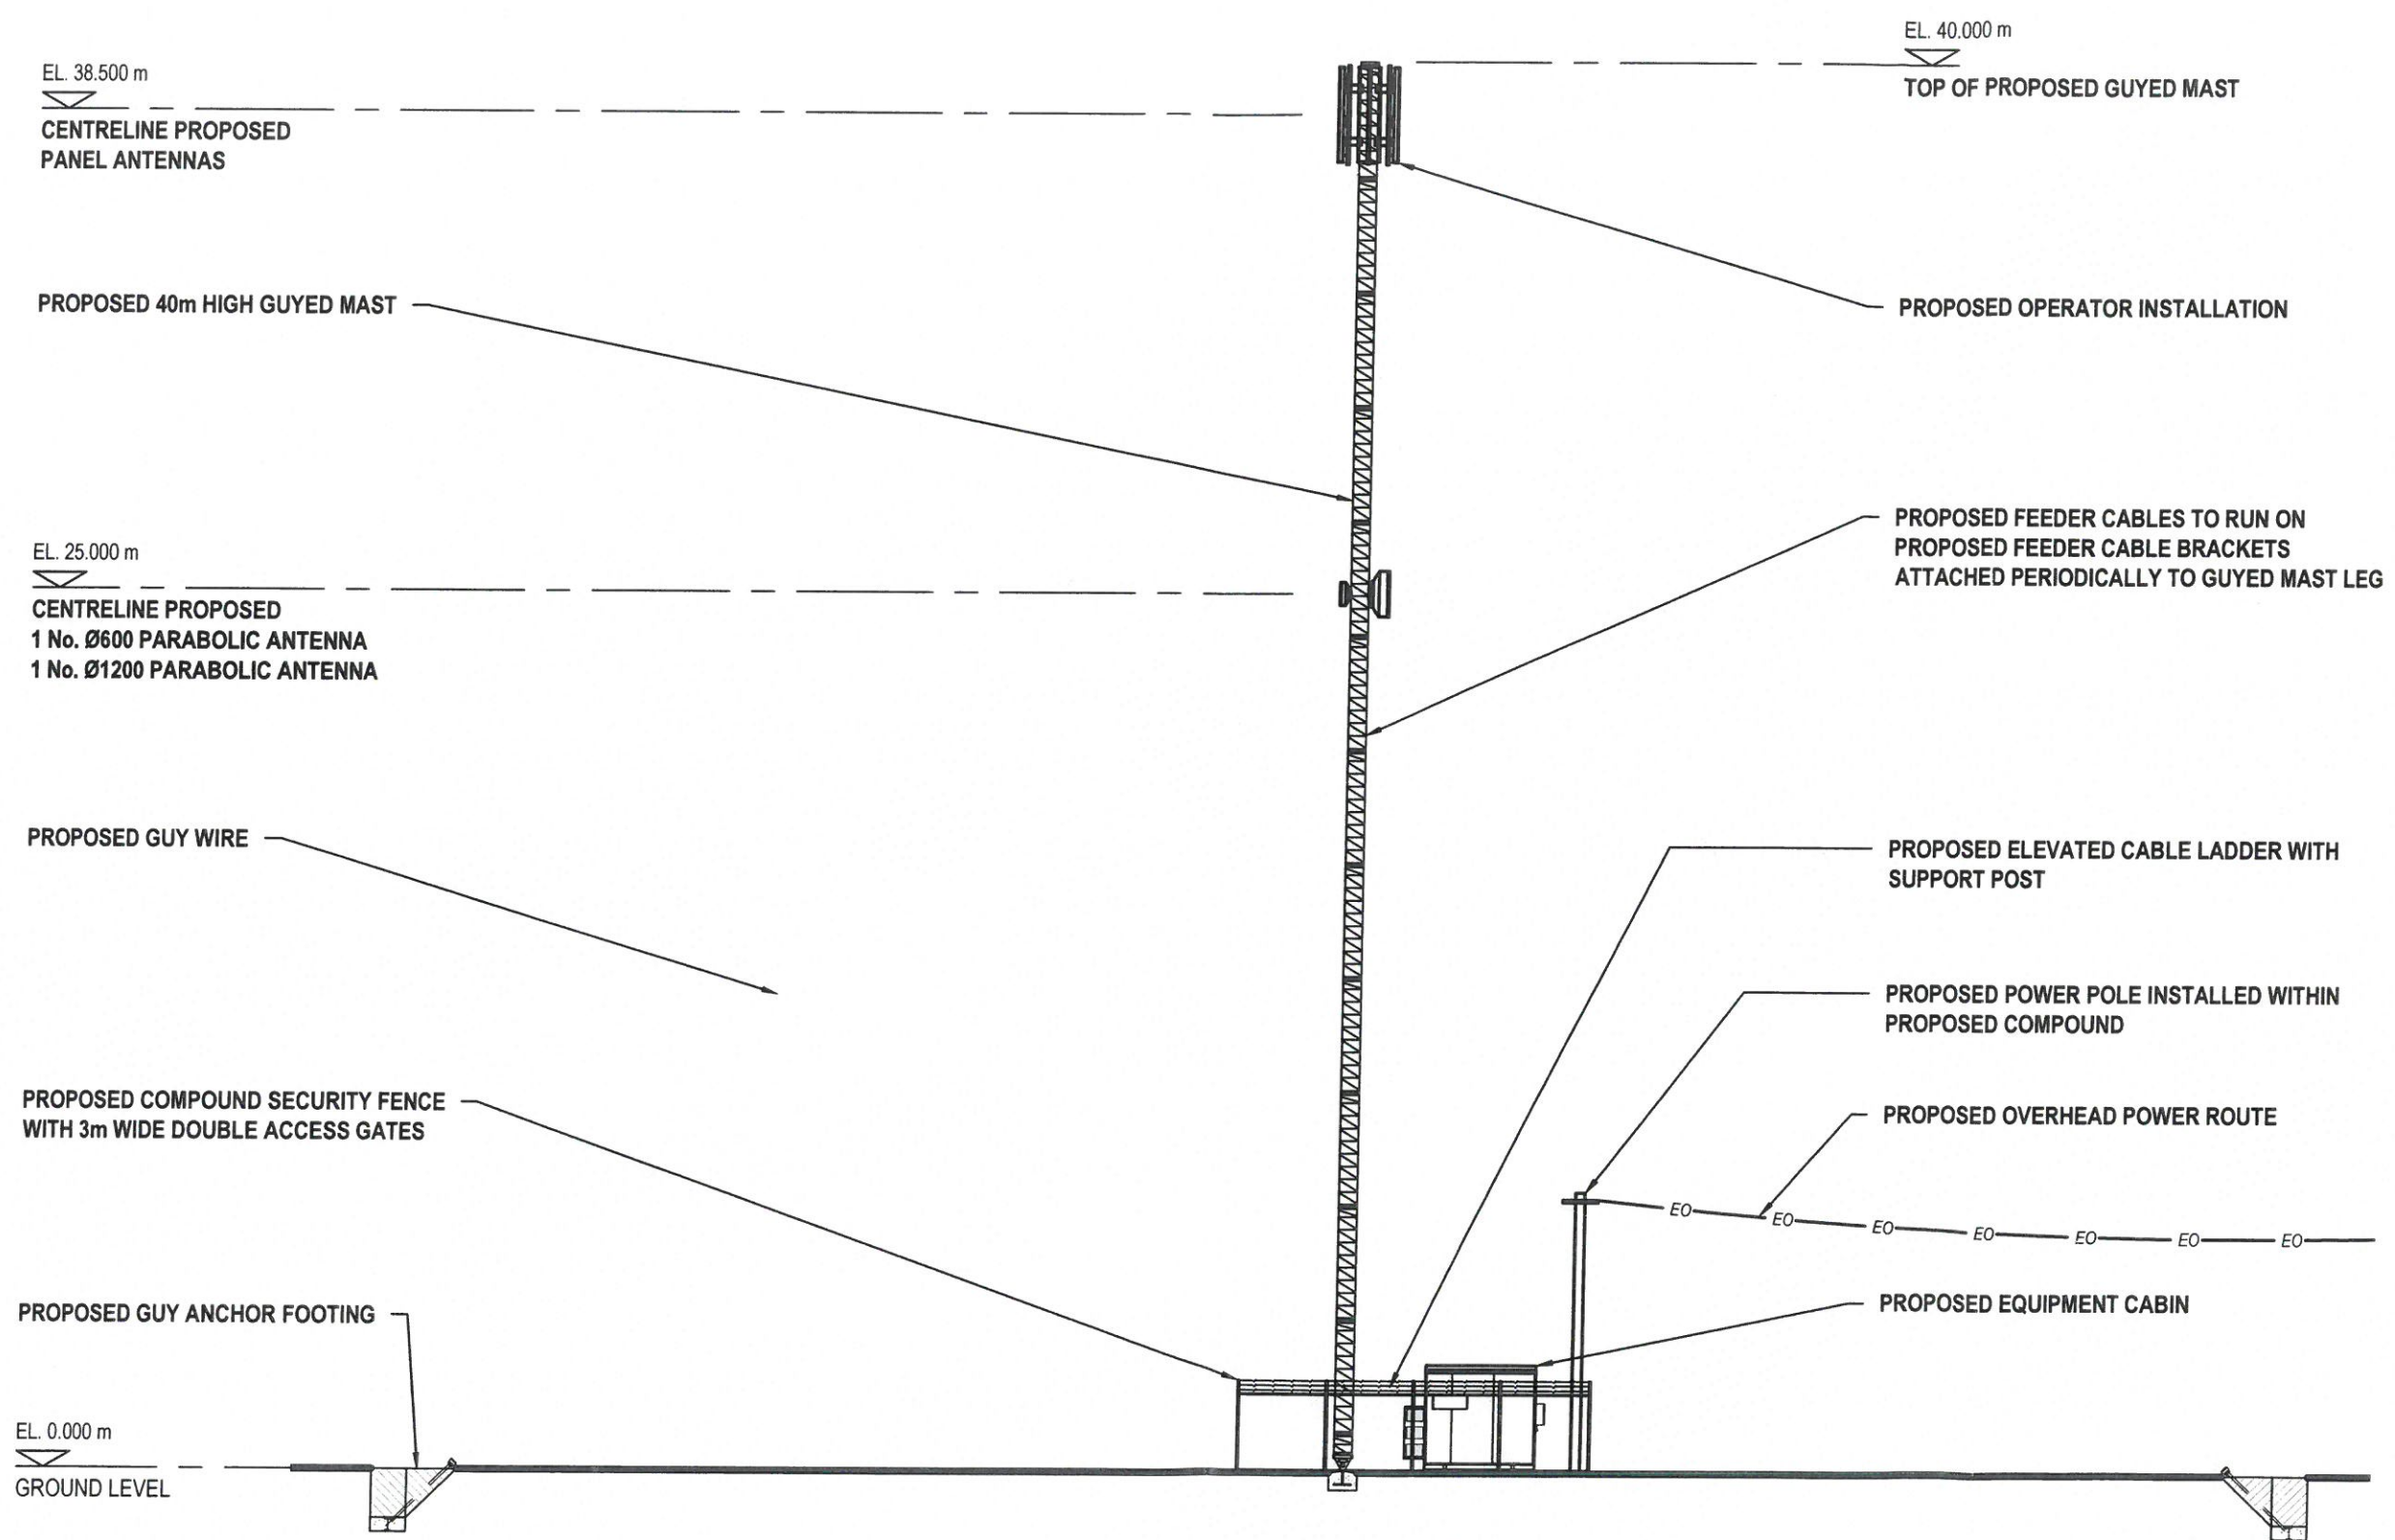 EL. 40.000 m
TOP OF PROPOSED GUYED MAST
EL. 38.500 m
CENTRELINE PROPOSED
PANEL ANTENNAS
PROPOSED 40m HIGH GUYED MAST
PROPOSED OPERATOR INSTALLATION
PROPOSED FEEDER CABLES TO RUN ON
PROPOSED FEEDER CABLE BRACKETS
ATTACHED PERIODICALLY TO GUYED MAST LEG
EL. 25.000 m
CENTRELINE PROPOSED
1 No. Ø600 PARABOLIC ANTENNA
1 No. Ø1200 PARABOLIC ANTENNA
PROPOSED GUY WIRE
PROPOSED ELEVATED CABLE LADDER WITH
SUPPORT POST
PROPOSED POWER POLE INSTALLED WITHIN
PROPOSED COMPOUND
PROPOSED COMPOUND SECURITY FENCE
WITH 3m WIDE DOUBLE ACCESS GATES
PROPOSED OVERHEAD POWER ROUTE
EO EO EO EO EO EO EO
PROPOSED GUY ANCHOR FOOTING
PROPOSED EQUIPMENT CABIN
EL. 0.000 m
GROUND LEVEL